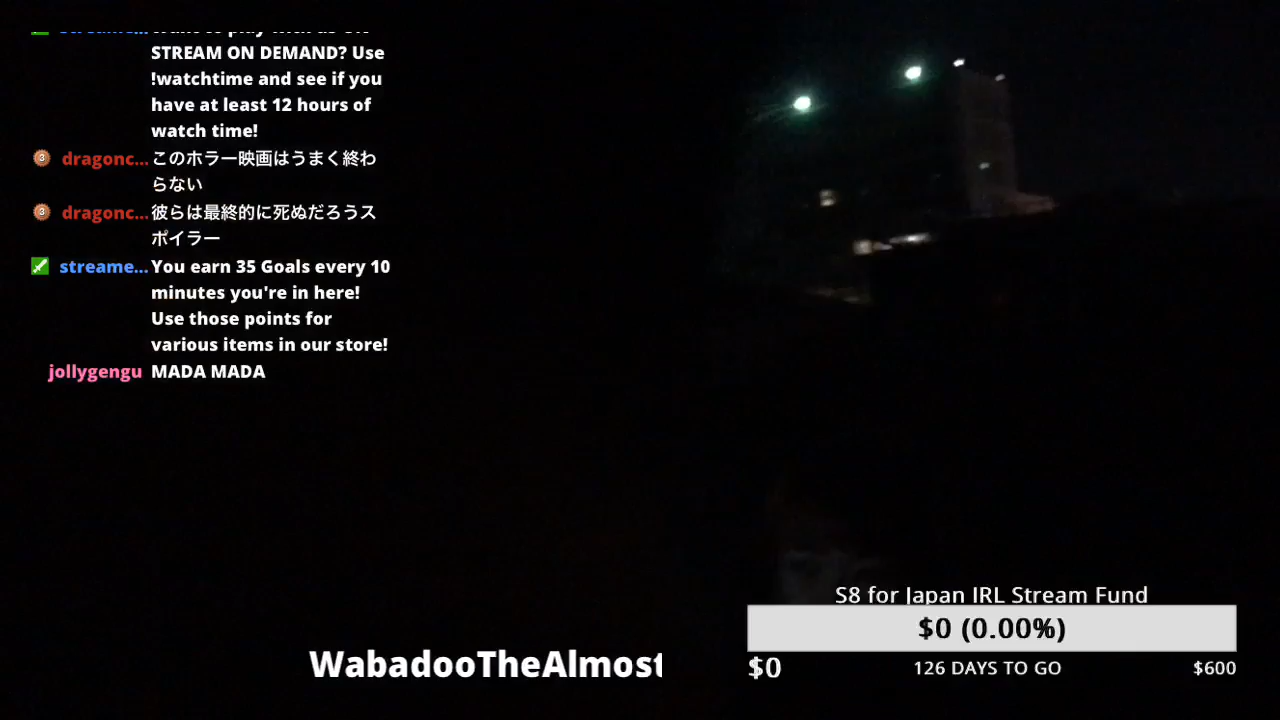 STREAM ON DEMAND? Use
!watchtime and see if you
have at least 12 hours of
watch time!
dragonc... このホラー映画はうまく終わ
らない
dragonc... 彼らは最終的に死ぬだろうス
ポイラー
streame... You earn 35 Goals every 10
minutes you're in here!
Use those points for
various items in our store!
jollygengu MADA MADA
S8 for Japan IRL Stream Fund
$0 (0.00%)
$0 126 DAYS TO GO $600
WabadooTheAlmost